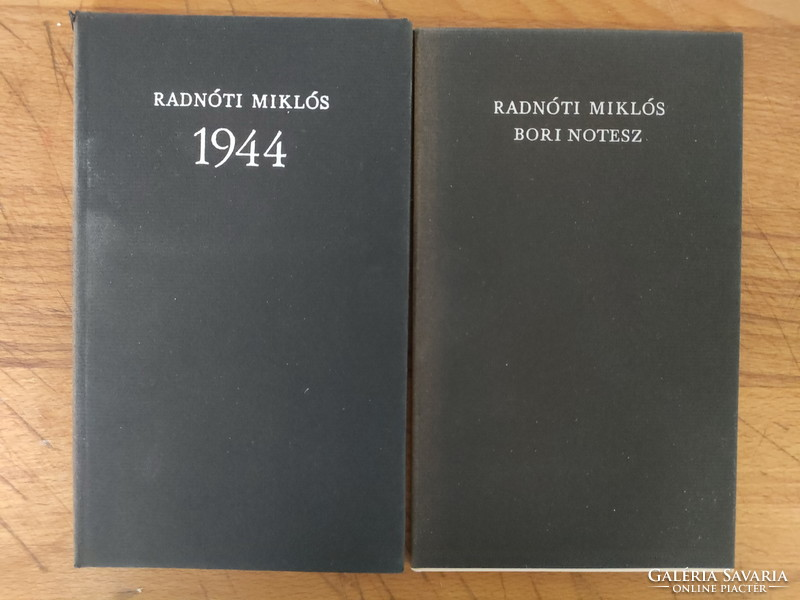 RADNÓTI MIKLÓS
1944
RADNÓTI MIKLÓS
BORI NOTESZ
GALÉRIA SAVARIA
ONLINE PIACTÉR